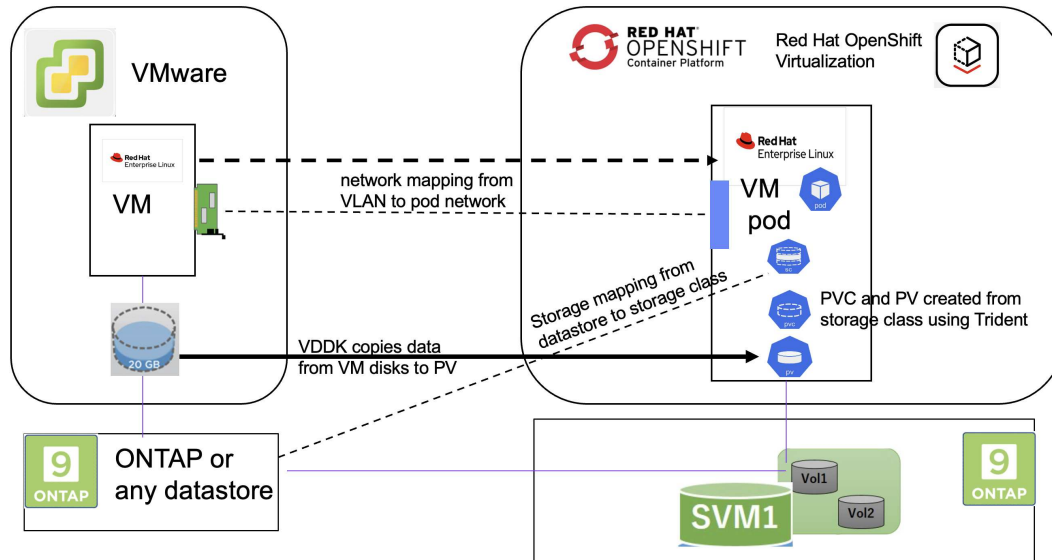 VMware
RED HAT®
OPENSHIFT
Container Platform
Red Hat OpenShift
Virtualization
Red Hat
Enterprise Linux
VM
network mapping from
VLAN to pod network
Red Hat
Enterprise Linux
VM
pod
pod
sc
Storage mapping from
datastore to storage class
pvc
PVC and PV created from
storage class using Trident
20 GB
VDDK copies data
from VM disks to PV
pv
9
ONTAP
ONTAP or
any datastore
Vol1
Vol2
SVM1
9
ONTAP